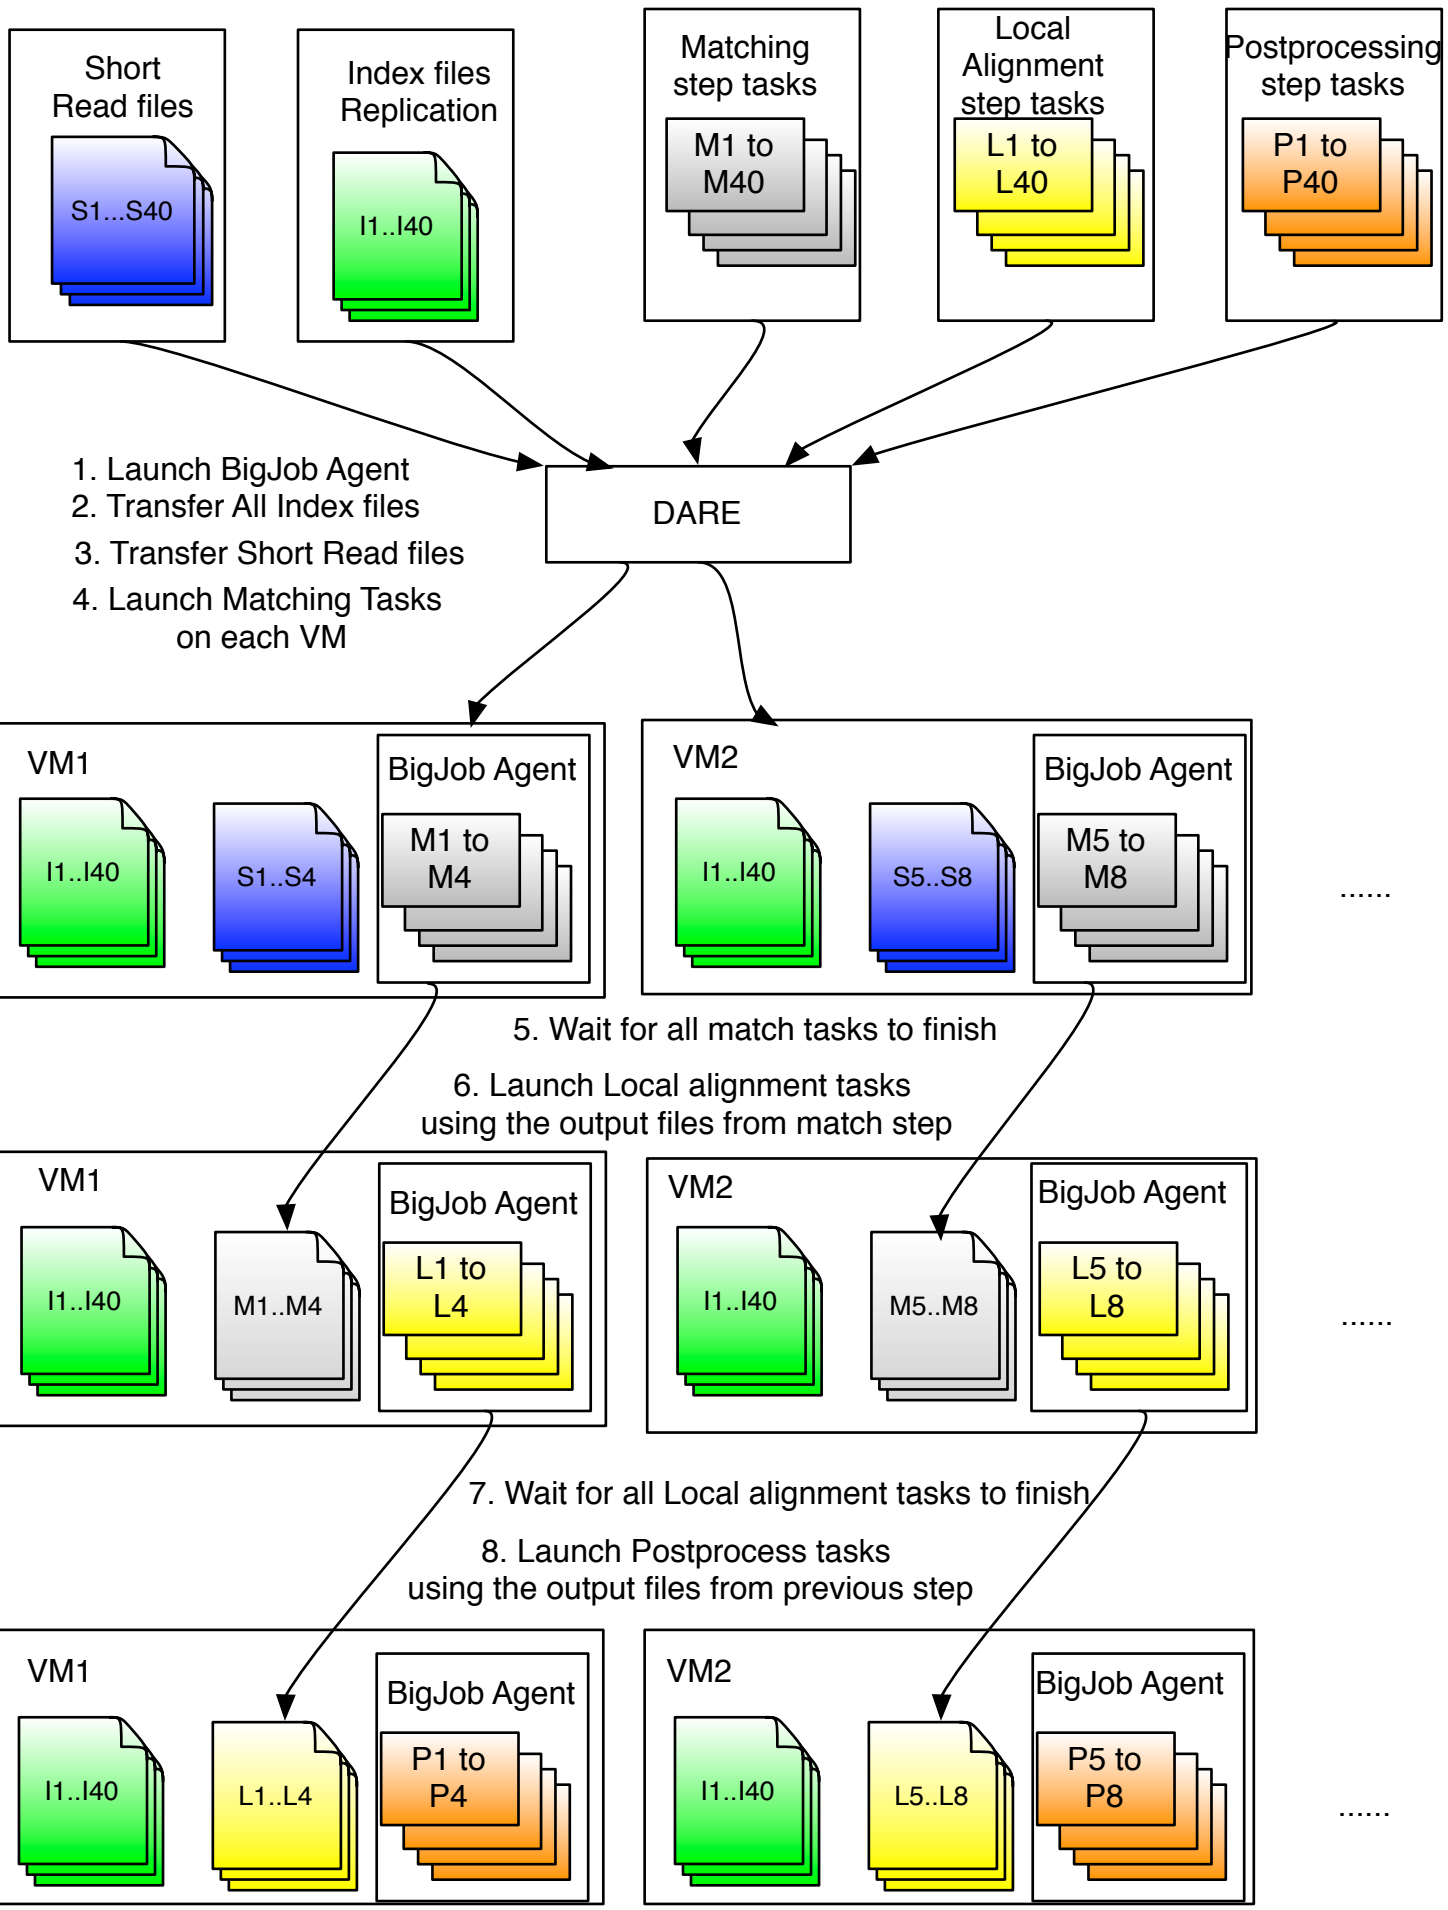 Short
Read files
S1...S40
Index files
Replication
I1..I40
Matching
step tasks
M1 to
M40
Local
Alignment
step tasks
L1 to
L40
Postprocessing
step tasks
P1 to
P40
DARE
1. Launch BigJob Agent
2. Transfer All Index files
3. Transfer Short Read files
4. Launch Matching Tasks
on each VM
VM1
I1..I40
S1..S4
BigJob Agent
M1 to
M4
VM2
I1..I40
S5..S8
BigJob Agent
M5 to
M8
......
5. Wait for all match tasks to finish
6. Launch Local alignment tasks
using the output files from match step
VM1
I1..I40
M1..M4
BigJob Agent
L1 to
L4
VM2
I1..I40
M5..M8
BigJob Agent
L5 to
L8
......
7. Wait for all Local alignment tasks to finish
8. Launch Postprocess tasks
using the output files from previous step
VM1
I1..I40
L1..L4
BigJob Agent
P1 to
P4
VM2
I1..I40
L5..L8
BigJob Agent
P5 to
P8
......